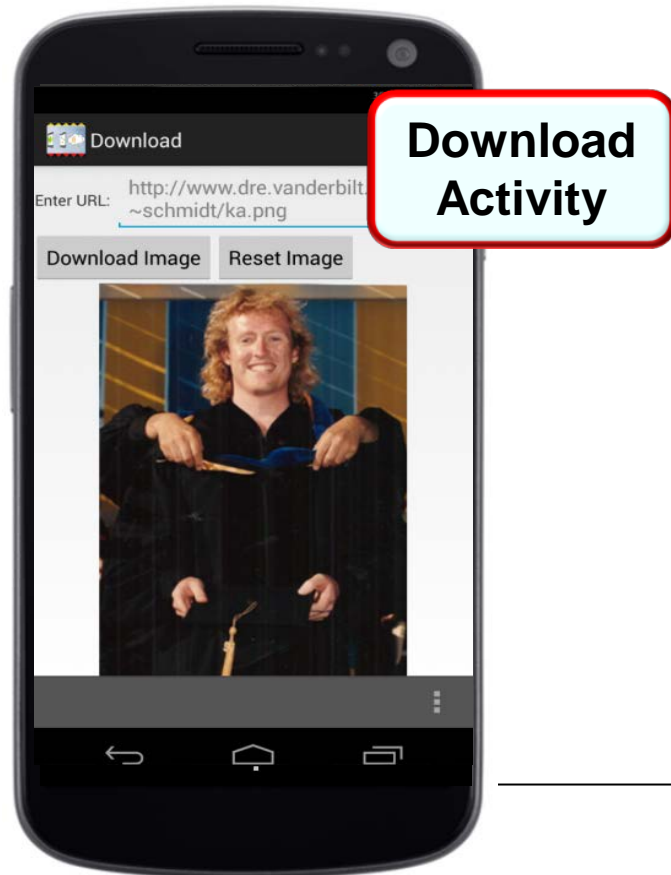 Download
Download
Activity
Enter URL:
http://www.dre.vanderbilt.
~schmidt/ka.png
Download Image
Reset Image